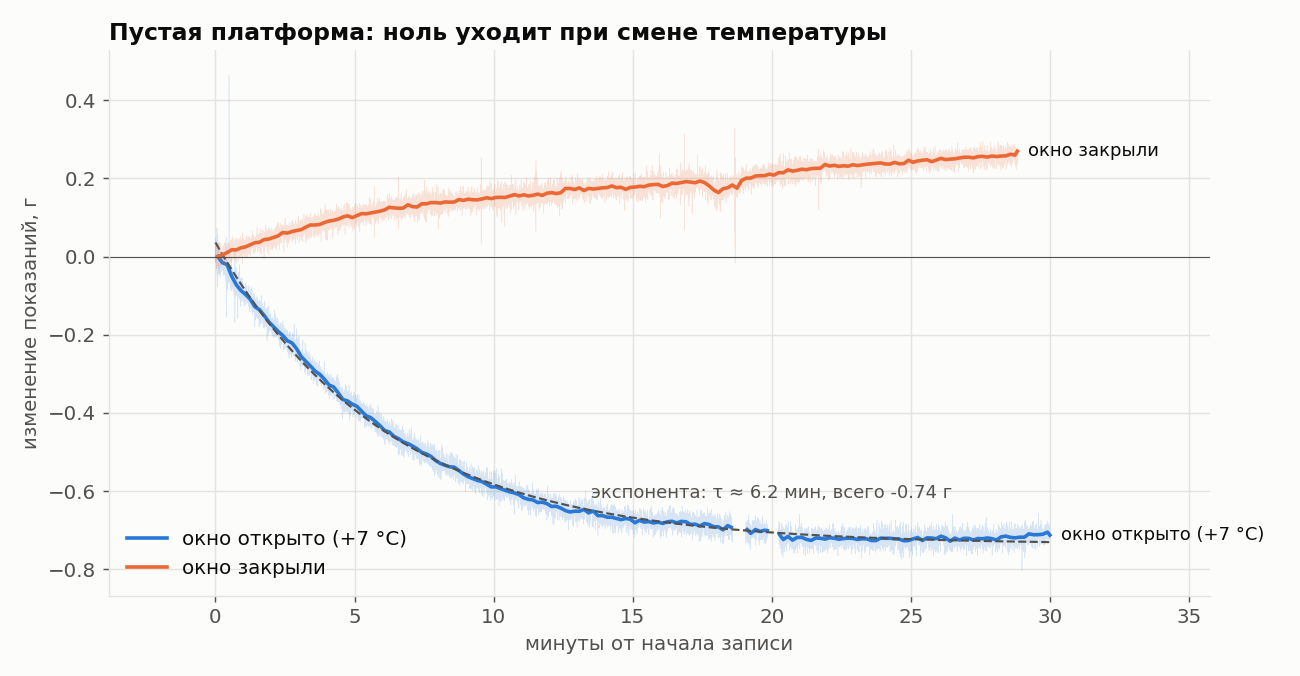 Пустая платформа: ноль уходит при смене температуры
изменение показаний, г
0.4
0.2
0.0
−0.2
−0.4
−0.6
−0.8
окно закрыли
экспонента: τ ≈ 6.2 мин, всего -0.74 г
окно открыто (+7 °C)
окно открыто (+7 °C)
окно закрыли
0 5 10 15 20 25 30 35
минуты от начала записи